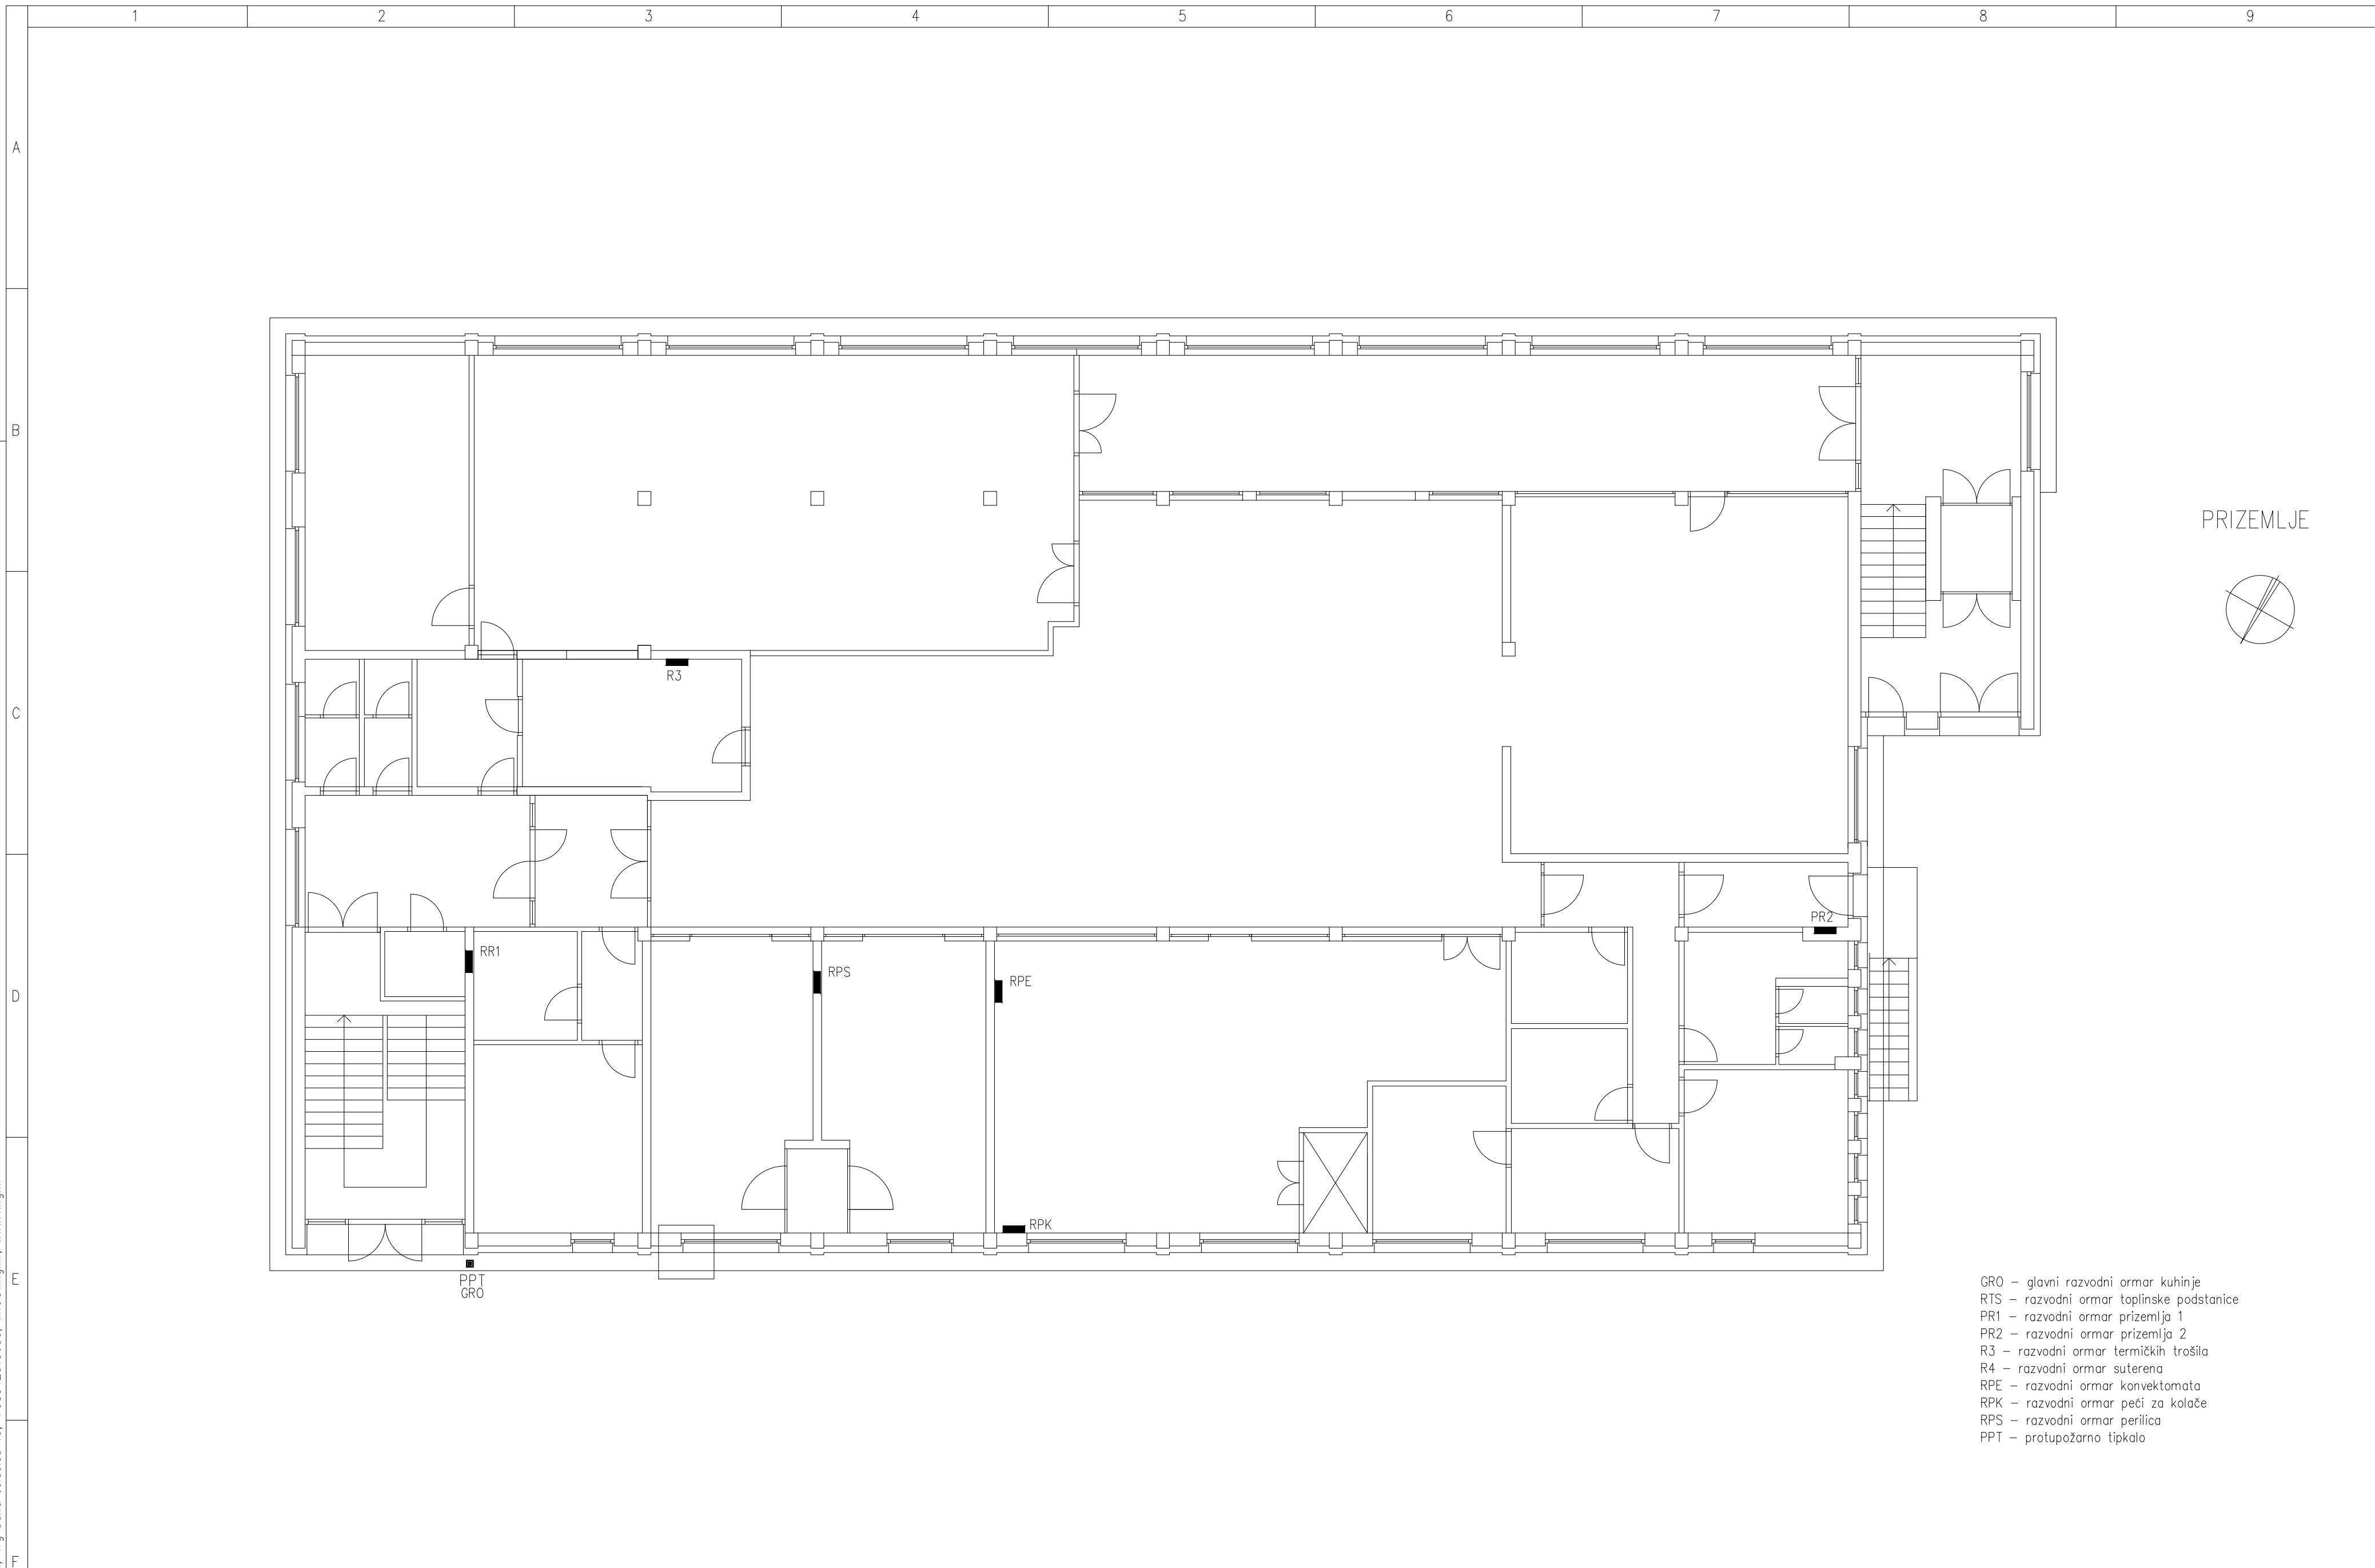 1 2 3 4 5 6 7 8 9
A
B
PRIZEMLJE
R3
C
PR2
RR1
RPS
RPE
D
RPK
E
PPT
GRO
GRO – glavni razvodni ormar kuhinje
RTS – razvodni ormar toplinske podstanice
PR1 – razvodni ormar prizemlja 1
PR2 – razvodni ormar prizemlja 2
R3 – razvodni ormar termičkih trošila
R4 – razvodni ormar suterena
RPE – razvodni ormar konvektomata
RPK – razvodni ormar peći za kolače
RPS – razvodni ormar perilica
PPT – protupožarno tipkalo
F